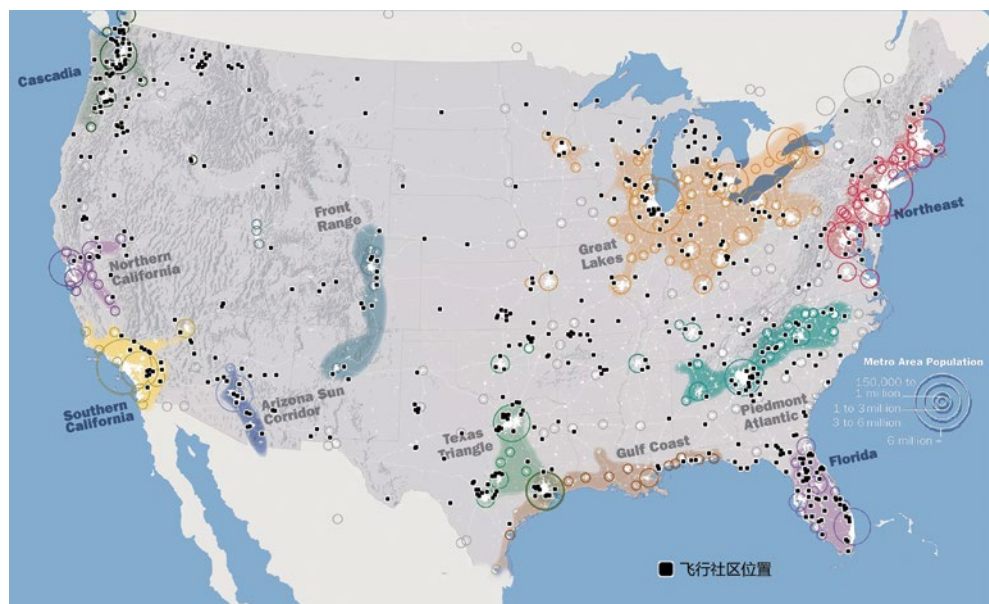 Cascadia
Front
Range
Northern
California
Southern
California
Arizona Sun
Corridor
Texas
Triangle
Gulf Coast
Great
Lakes
Northeast
Piedmont
Atlantic
Florida
Metro Area Population
150,000 to
1 million
1 to 3 million
3 to 6 million
6 million +
飞行社区位置